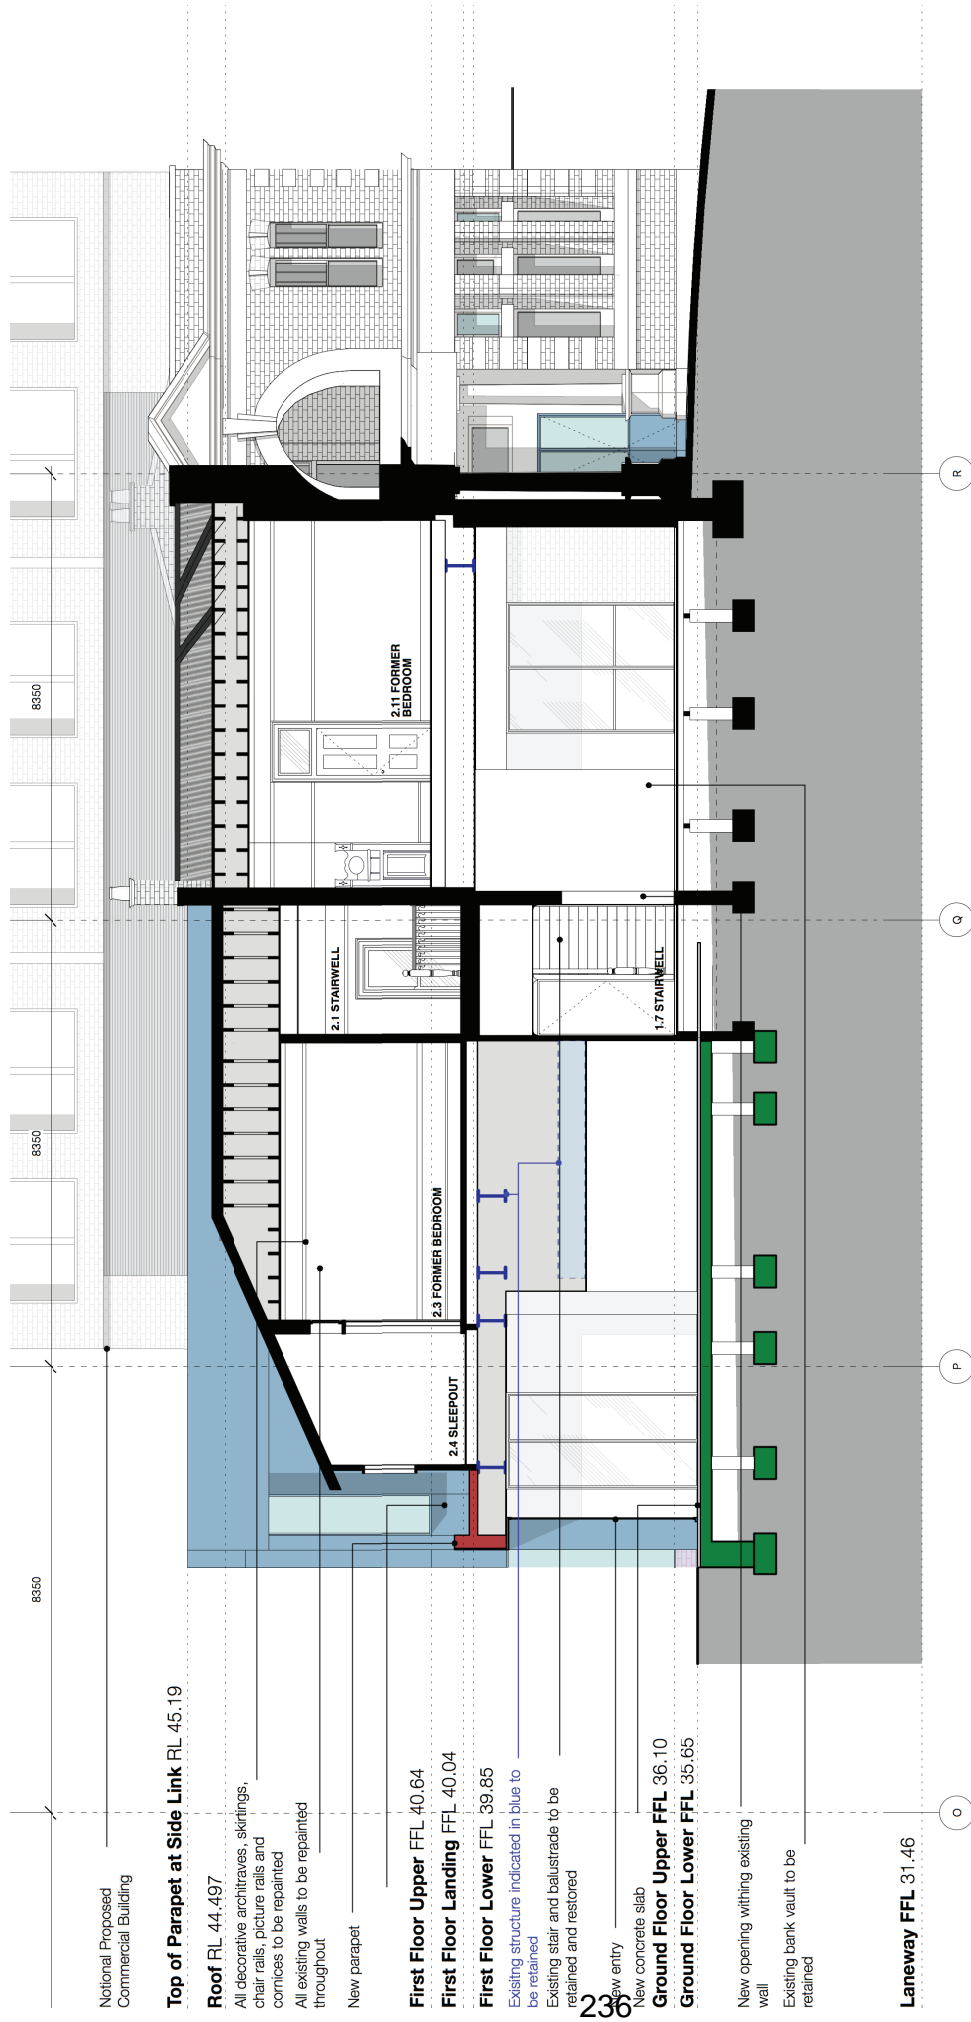 8350
8350
8350
Notional Proposed
Commercial Building
Top of Parapet at Side Link RL 45.19
Roof RL 44.497
All decorative architraves, skirtings,
chair rails, picture rails and
cornices to be repainted
All existing walls to be repainted
throughout
New parapet
First Floor Upper FFL 40.64
First Floor Landing FFL 40.04
First Floor Lower FFL 39.85
Exisitng structure indicated in blue to
be retained
Existing stair and balustrade to be
retained and restored
New entry
New concrete slab
Ground Floor Upper FFL 36.10
Ground Floor Lower FFL 35.65
New opening withing existing
wall
Existing bank vault to be
retained
Laneway FFL 31.46
2.4 SLEEPOUT
2.3 FORMER BEDROOM
2.1 STAIRWELL
2.11 FORMER
BEDROOM
1.7 STAIRWELL
O
P
Q
R
236